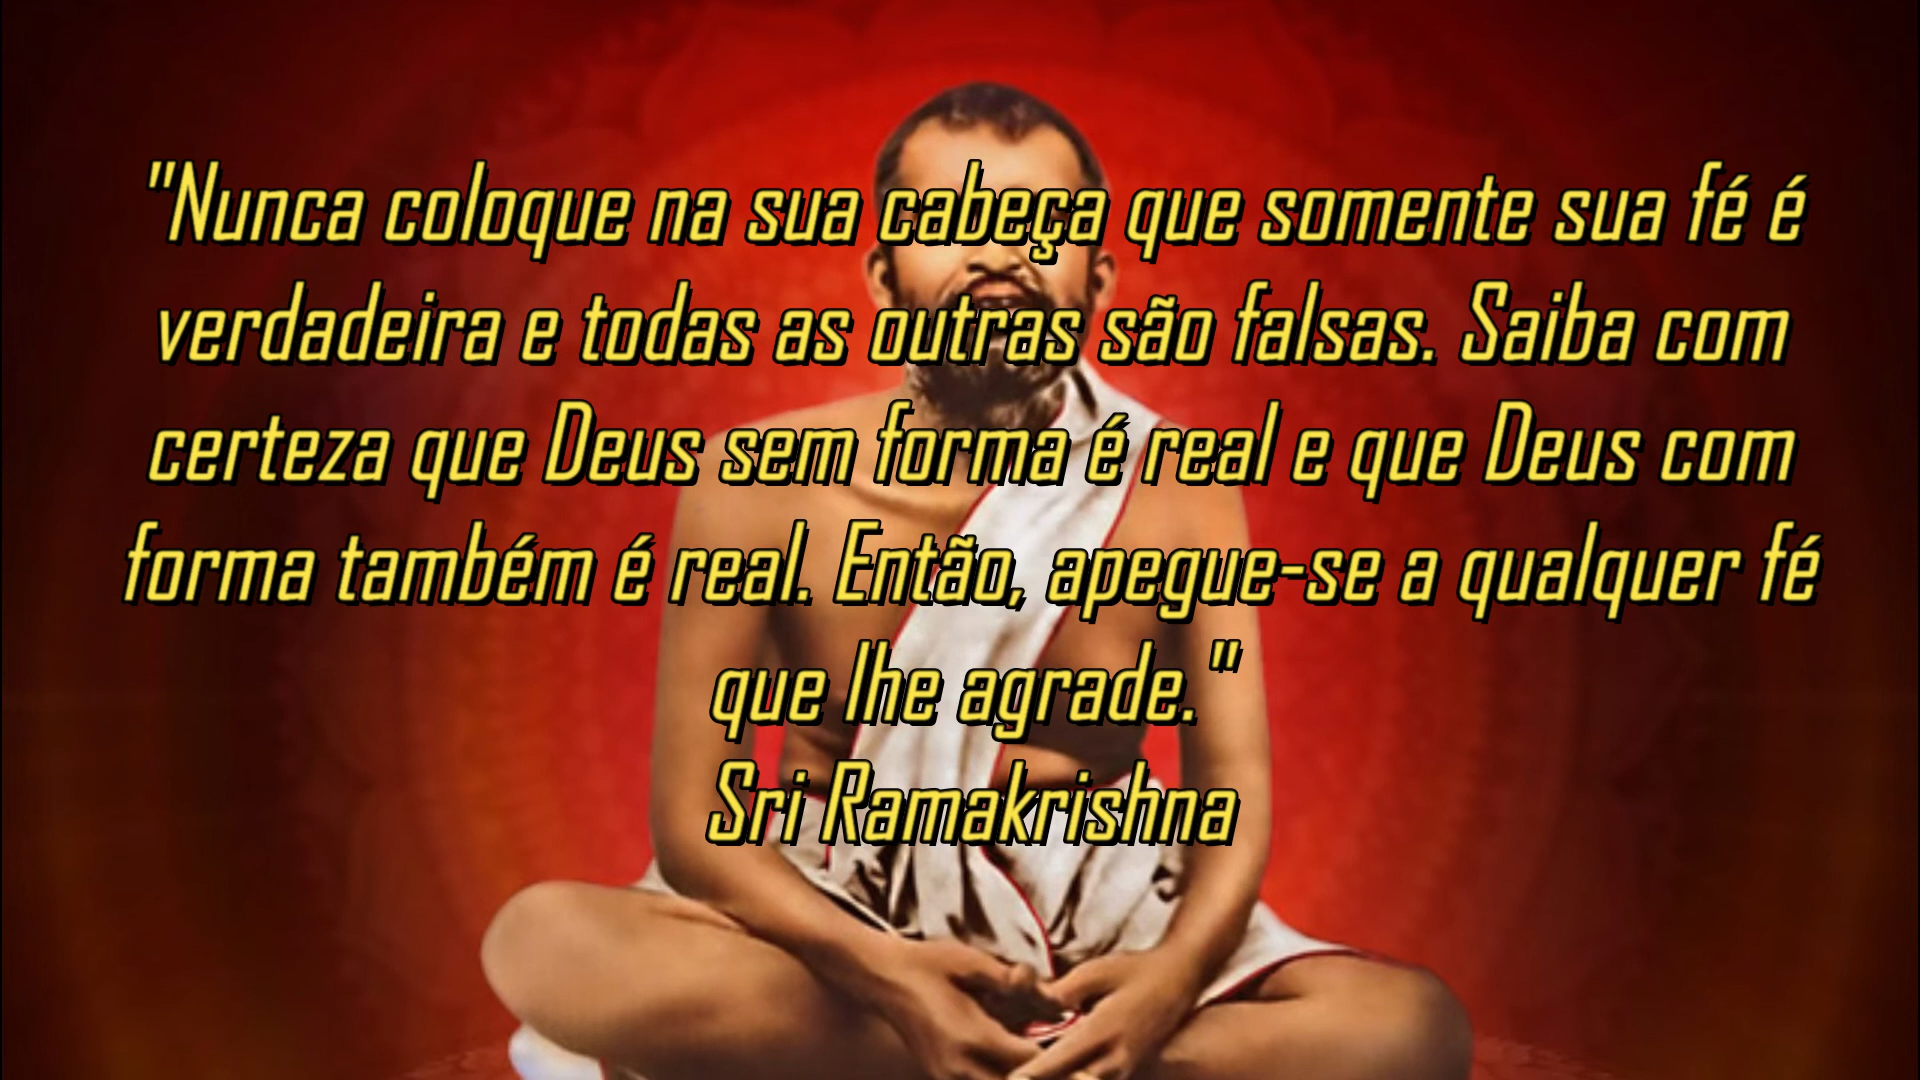 "Nunca coloque na sua cabeça que somente sua fé é
verdadeira e todas as outras são falsas. Saiba com
certeza que Deus sem forma é real e que Deus com
forma também é real. Então, apegue-se a qualquer fé
que lhe agrade."
Sri Ramakrishna